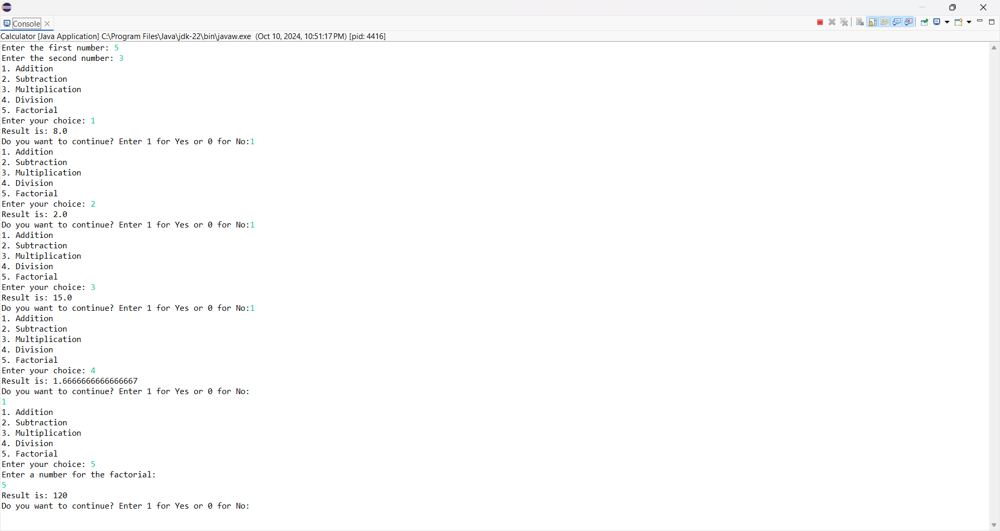 Console
Calculator [Java Application] C:\Program Files\Java\jdk-22\bin\javaw.exe (Oct 10, 2024, 10:51:17 PM) [pid: 4416]
Enter the first number: 5
Enter the second number: 3
1. Addition
2. Subtraction
3. Multiplication
4. Division
5. Factorial
Enter your choice: 1
Result is: 8.0
Do you want to continue? Enter 1 for Yes or 0 for No:1
1. Addition
2. Subtraction
3. Multiplication
4. Division
5. Factorial
Enter your choice: 2
Result is: 2.0
Do you want to continue? Enter 1 for Yes or 0 for No:1
1. Addition
2. Subtraction
3. Multiplication
4. Division
5. Factorial
Enter your choice: 3
Result is: 15.0
Do you want to continue? Enter 1 for Yes or 0 for No:1
1. Addition
2. Subtraction
3. Multiplication
4. Division
5. Factorial
Enter your choice: 4
Result is: 1.6666666666666667
Do you want to continue? Enter 1 for Yes or 0 for No:
1
1. Addition
2. Subtraction
3. Multiplication
4. Division
5. Factorial
Enter your choice: 5
Enter a number for the factorial:
5
Result is: 120
Do you want to continue? Enter 1 for Yes or 0 for No: